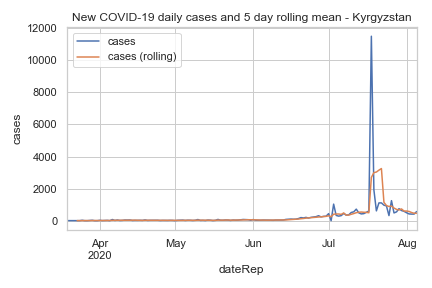 New COVID-19 daily cases and 5 day rolling mean - Kyrgyzstan
12000
10000
8000
6000
4000
2000
0
cases
cases
cases (rolling)
Apr
2020
May
Jun
Jul
Aug
dateRep